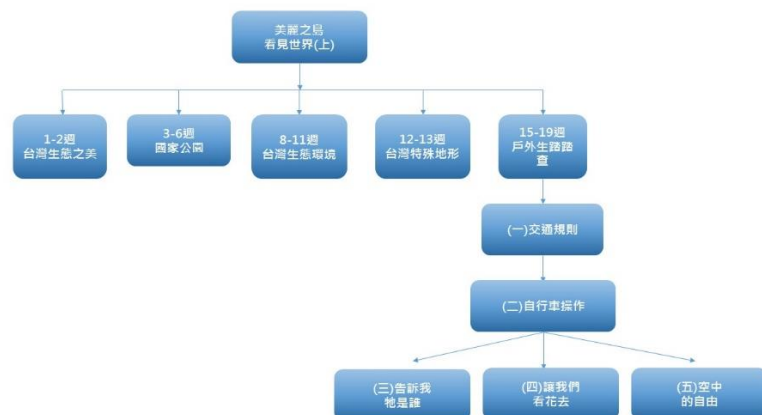 美麗之島
看見世界(上)
1-2週
台灣生態之美
3-6週
國家公園
8-11週
台灣生態環境
12-13週
台灣特殊地形
15-19週
戶外生踏踏
查
(一)交通規則
(二)自行車操作
(三)告訴我
牠是誰
(四)讓我們
看花去
(五)空中
的自由